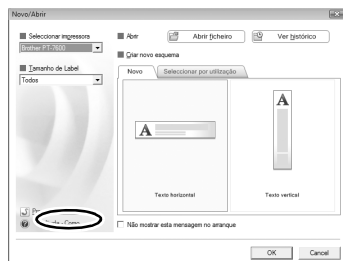 Novo/Abrir
Seleccionar impressora
Brother PT-7600
Tamanho de Label
Todos
Abrir
Abrir ficheiro
Ver histórico
Criar novo esquema
Novo
Seleccionar por utilização
A
Texto horizontal
A
Texto vertical
Como
Não mostrar esta mensagem no arranque
OK
Cancel